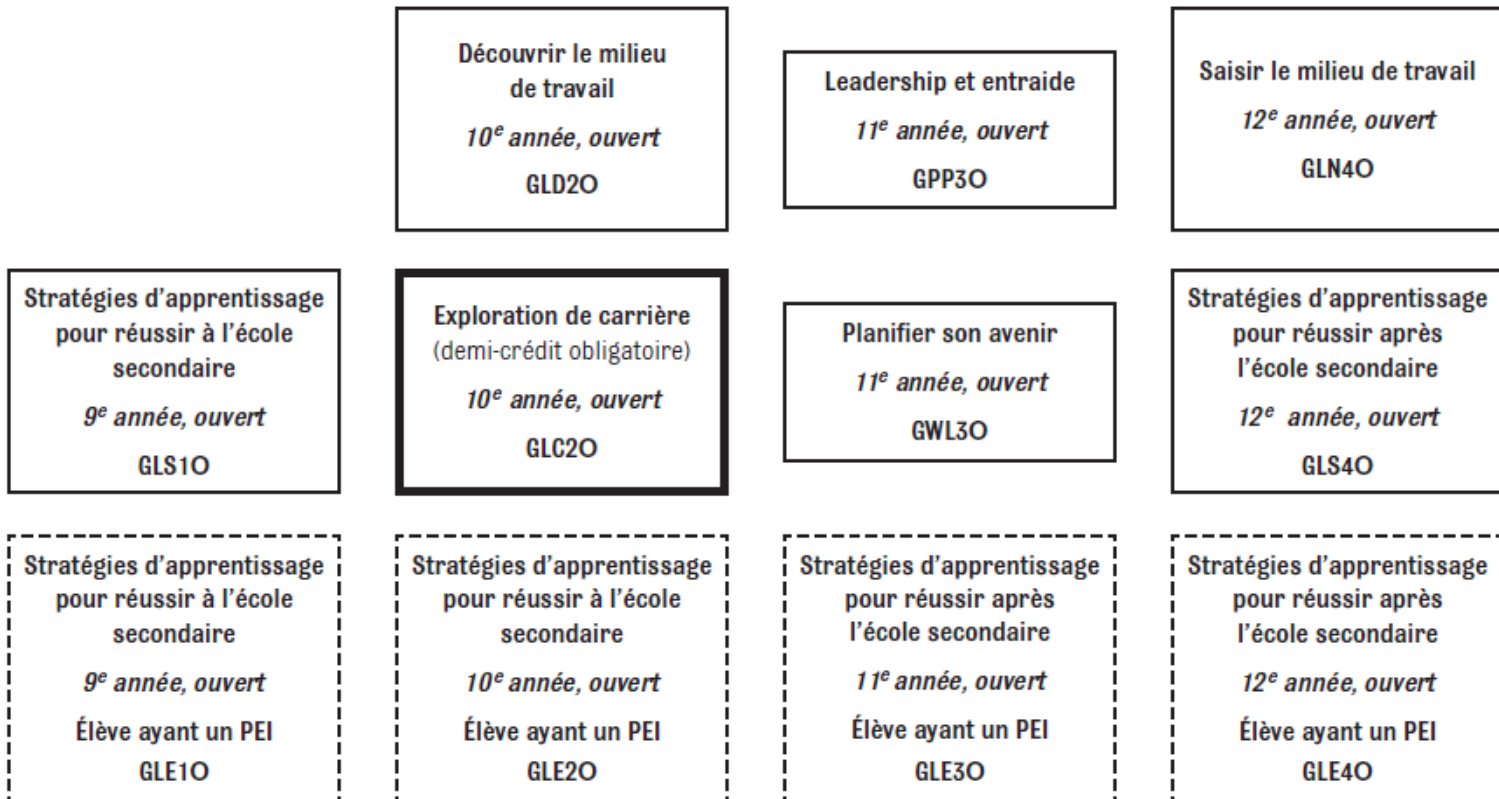 Découvrir le milieu
de travail
10e année, ouvert
GLD2O
Leadership et entraide
11e année, ouvert
GPP3O
Saisir le milieu de travail
12e année, ouvert
GLN4O
Stratégies d'apprentissage
pour réussir à l'école
secondaire
9e année, ouvert
GLS1O
Exploration de carrière
(demi-crédit obligatoire)
10e année, ouvert
GLC2O
Planifier son avenir
11e année, ouvert
GWL3O
Stratégies d'apprentissage
pour réussir après
l'école secondaire
12e année, ouvert
GLS4O
Stratégies d'apprentissage
pour réussir à l'école
secondaire
9e année, ouvert
Élève ayant un PEI
GLE1O
Stratégies d'apprentissage
pour réussir à l'école
secondaire
10e année, ouvert
Élève ayant un PEI
GLE2O
Stratégies d'apprentissage
pour réussir après
l'école secondaire
11e année, ouvert
Élève ayant un PEI
GLE3O
Stratégies d'apprentissage
pour réussir après
l'école secondaire
12e année, ouvert
Élève ayant un PEI
GLE4O